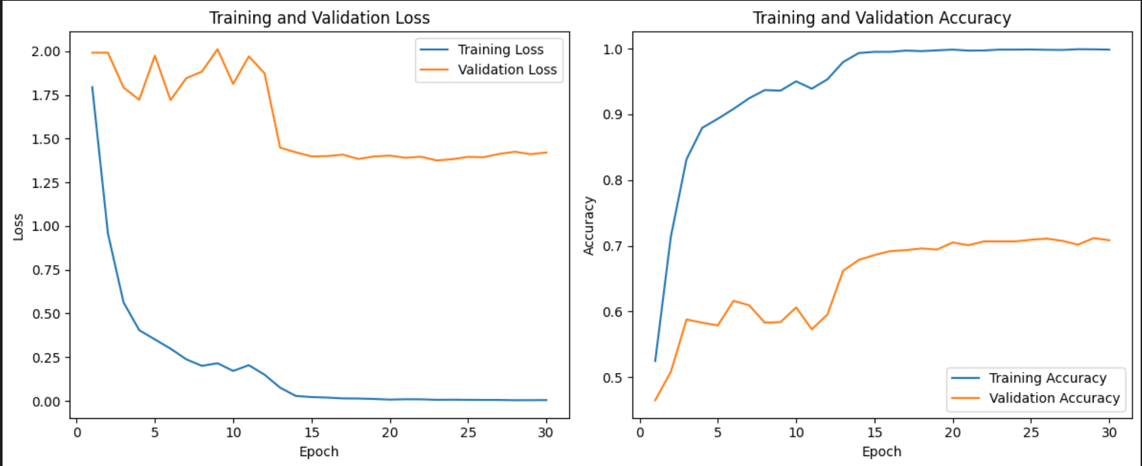 Training and Validation Loss
2.00
1.75
1.50
1.25
1.00
0.75
0.50
0.25
0.00
Loss
Training Loss
Validation Loss
0 5 10 15 20 25 30
Epoch
Training and Validation Accuracy
1.0
0.9
0.8
0.7
0.6
0.5
Accuracy
Training Accuracy
Validation Accuracy
0 5 10 15 20 25 30
Epoch